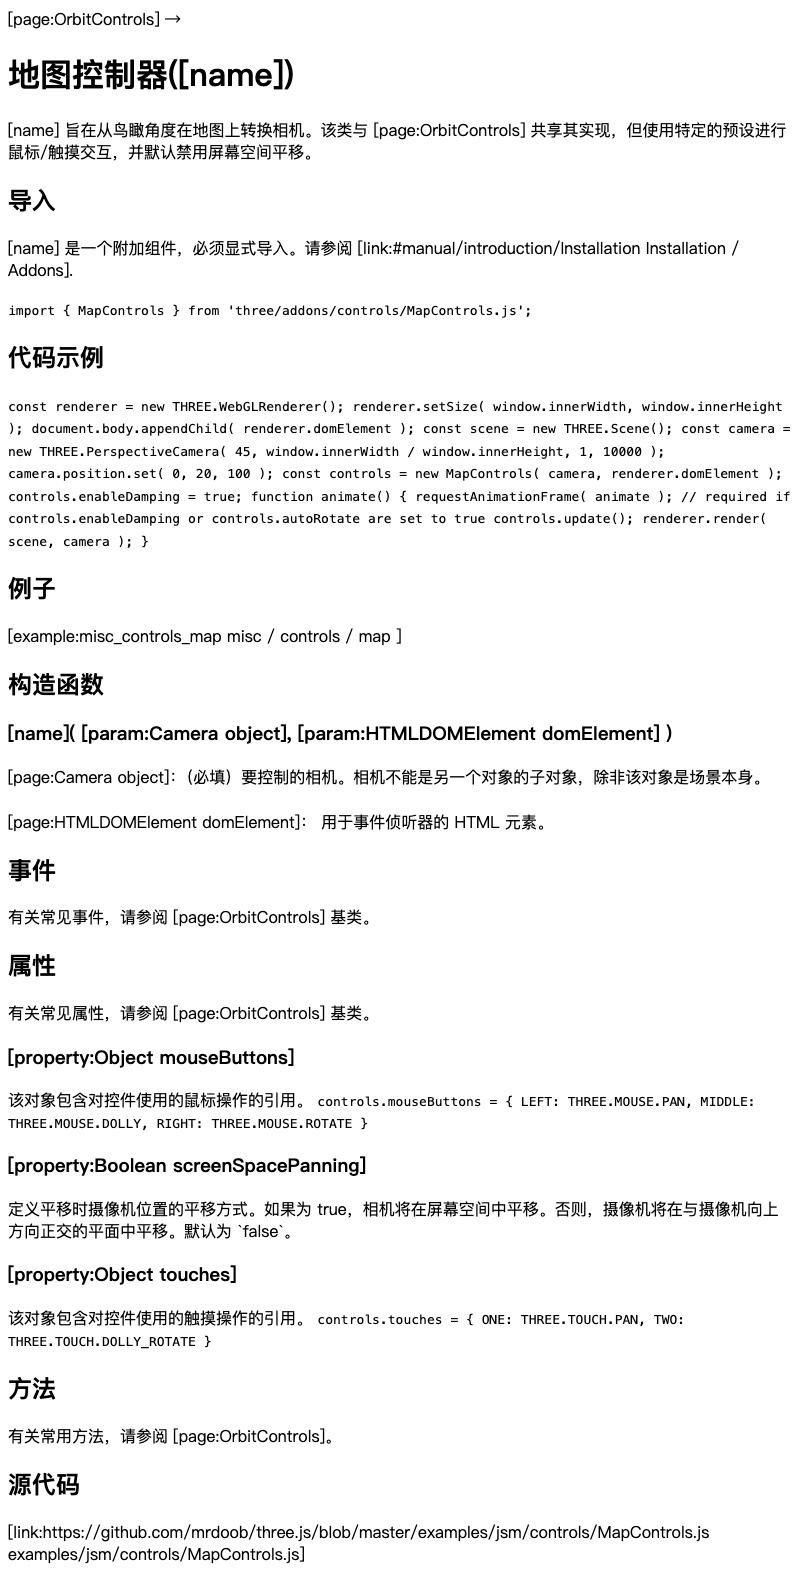 [page:OrbitControls] →
地图控制器([name])
[name] 旨在从鸟瞰角度在地图上转换相机。该类与 [page:OrbitControls] 共享其实现，但使用特定的预设进行
鼠标/触摸交互，并默认禁用屏幕空间平移。
导入
[name] 是一个附加组件，必须显式导入。请参阅 [link:#manual/introduction/Installation Installation /
Addons].
import { MapControls } from 'three/addons/controls/MapControls.js';
代码示例
const renderer = new THREE.WebGLRenderer(); renderer.setSize( window.innerWidth, window.innerHeight
); document.body.appendChild( renderer.domElement ); const scene = new THREE.Scene(); const camera =
new THREE.PerspectiveCamera( 45, window.innerWidth / window.innerHeight, 1, 10000 );
camera.position.set( 0, 20, 100 ); const controls = new MapControls( camera, renderer.domElement );
controls.enableDamping = true; function animate() { requestAnimationFrame( animate ); // required if
controls.enableDamping or controls.autoRotate are set to true controls.update(); renderer.render(
scene, camera ); }
例子
[example:misc_controls_map misc / controls / map ]
构造函数
[name]( [param:Camera object], [param:HTMLDOMElement domElement] )
[page:Camera object]：（必填）要控制的相机。相机不能是另一个对象的子对象，除非该对象是场景本身。
[page:HTMLDOMElement domElement]： 用于事件侦听器的 HTML 元素。
事件
有关常见事件，请参阅 [page:OrbitControls] 基类。
属性
有关常见属性，请参阅 [page:OrbitControls] 基类。
[property:Object mouseButtons]
该对象包含对控件使用的鼠标操作的引用。 controls.mouseButtons = { LEFT: THREE.MOUSE.PAN, MIDDLE:
THREE.MOUSE.DOLLY, RIGHT: THREE.MOUSE.ROTATE }
[property:Boolean screenSpacePanning]
定义平移时摄像机位置的平移方式。如果为 true，相机将在屏幕空间中平移。否则，摄像机将在与摄像机向上
方向正交的平面中平移。默认为 `false`。
[property:Object touches]
该对象包含对控件使用的触摸操作的引用。 controls.touches = { ONE: THREE.TOUCH.PAN, TWO:
THREE.TOUCH.DOLLY_ROTATE }
方法
有关常用方法，请参阅 [page:OrbitControls]。
源代码
[link:https://github.com/mrdoob/three.js/blob/master/examples/jsm/controls/MapControls.js
examples/jsm/controls/MapControls.js]